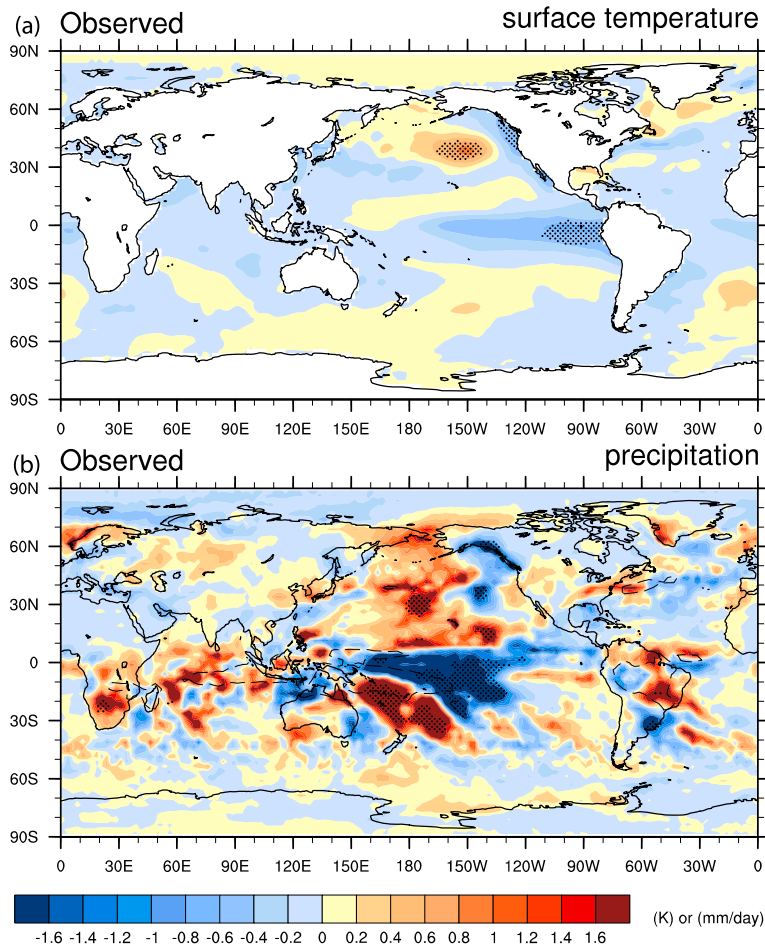 (a) Observed surface temperature
90N
60N
30N
0
30S
60S
90S
0 30E 60E 90E 120E 150E 180 150W 120W 90W 60W 30W 0
(b) Observed precipitation
90N
60N
30N
0
30S
60S
90S
0 30E 60E 90E 120E 150E 180 150W 120W 90W 60W 30W 0
-1.6 -1.4 -1.2 -1 -0.8 -0.6 -0.4 -0.2 0 0.2 0.4 0.6 0.8 1 1.2 1.4 1.6 (K) or (mm/day)